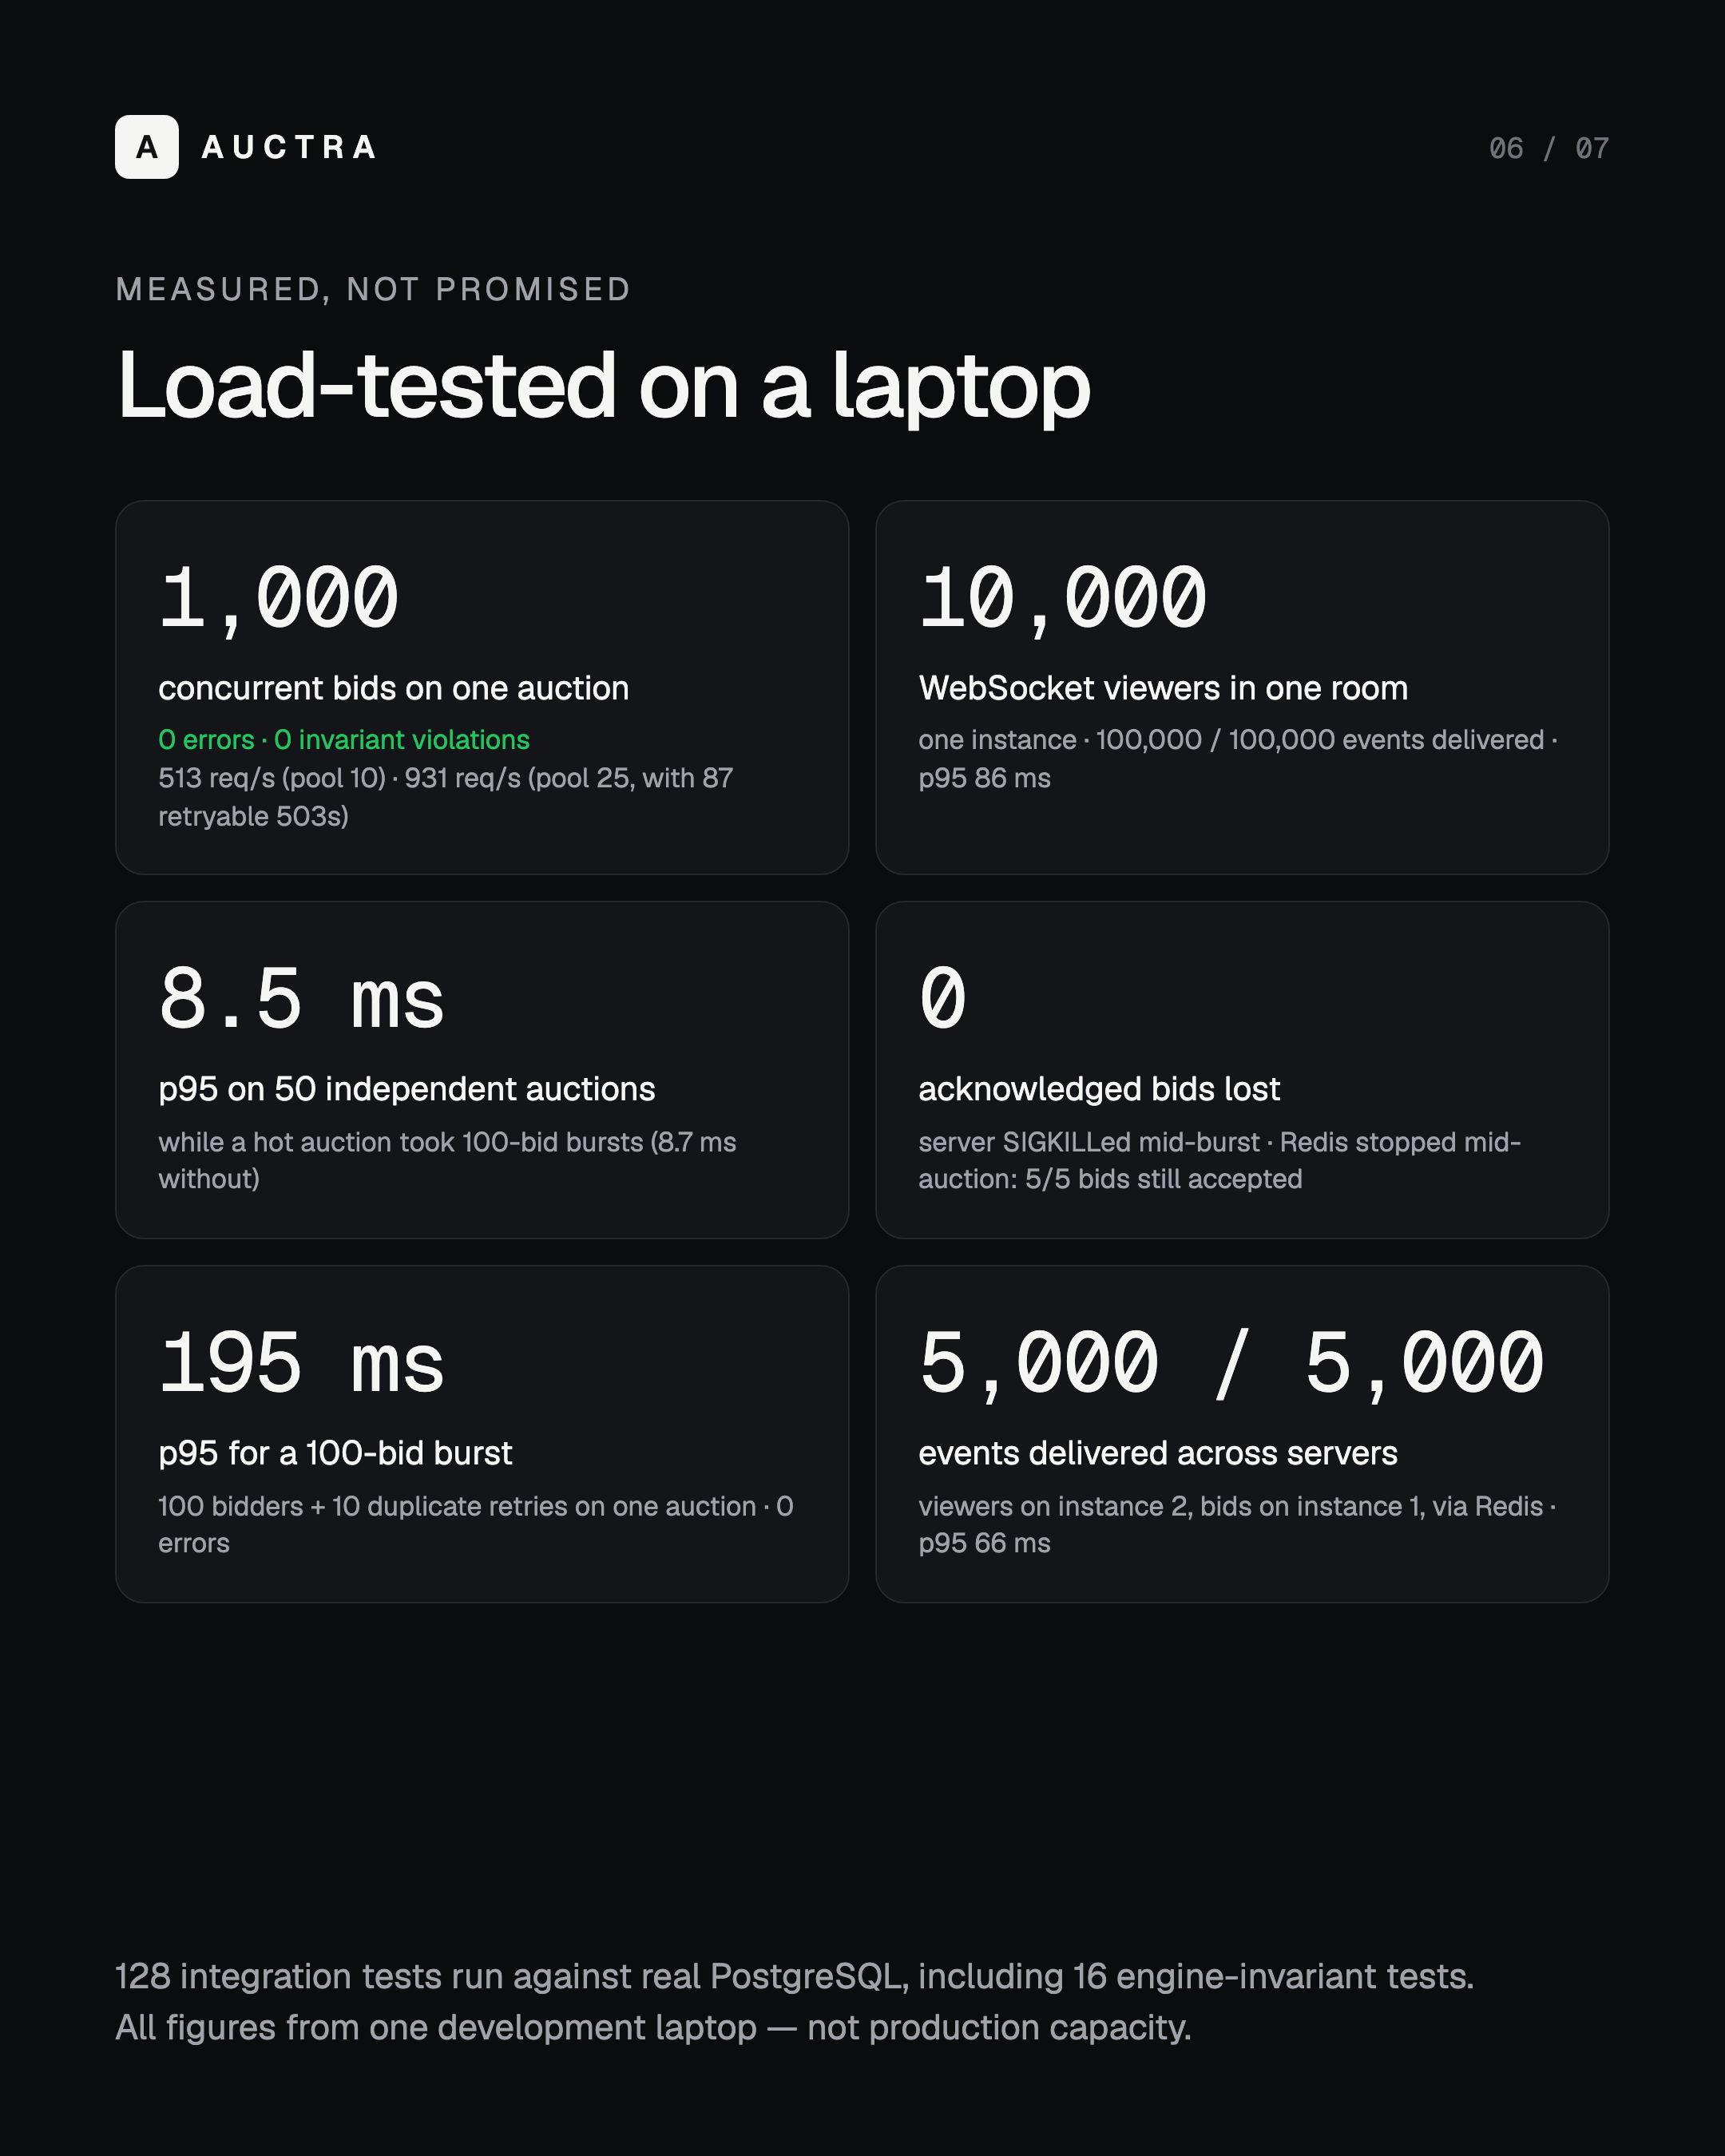 A AUCTRA
06 / 07
MEASURED, NOT PROMISED
Load-tested on a laptop
1,000
concurrent bids on one auction
0 errors · 0 invariant violations
513 req/s (pool 10) · 931 req/s (pool 25, with 87
retryable 503s)
10,000
WebSocket viewers in one room
one instance · 100,000 / 100,000 events delivered ·
p95 86 ms
8.5 ms
p95 on 50 independent auctions
while a hot auction took 100-bid bursts (8.7 ms
without)
0
acknowledged bids lost
server SIGKILLed mid-burst · Redis stopped mid-
auction: 5/5 bids still accepted
195 ms
p95 for a 100-bid burst
100 bidders + 10 duplicate retries on one auction · 0
errors
5,000 / 5,000
events delivered across servers
viewers on instance 2, bids on instance 1, via Redis ·
p95 66 ms
128 integration tests run against real PostgreSQL, including 16 engine-invariant tests.
All figures from one development laptop — not production capacity.